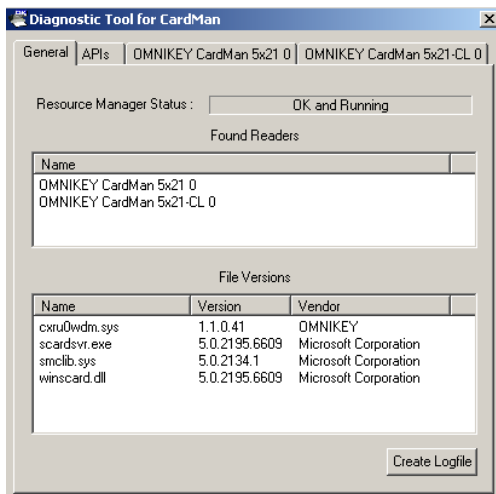 Diagnostic Tool for CardMan
General APIs OMNIKEY CardMan 5x21 0 OMNIKEY CardMan 5x21-CL 0
Resource Manager Status : OK and Running
Found Readers
Name
OMNIKEY CardMan 5x21 0
OMNIKEY CardMan 5x21-CL 0
File Versions
Name Version Vendor
cxru0wdm.sys 1.1.0.41 OMNIKEY
scardsvr.exe 5.0.2195.6609 Microsoft Corporation
smclib.sys 5.0.2134.1 Microsoft Corporation
winscard.dll 5.0.2195.6609 Microsoft Corporation
Create Logfile